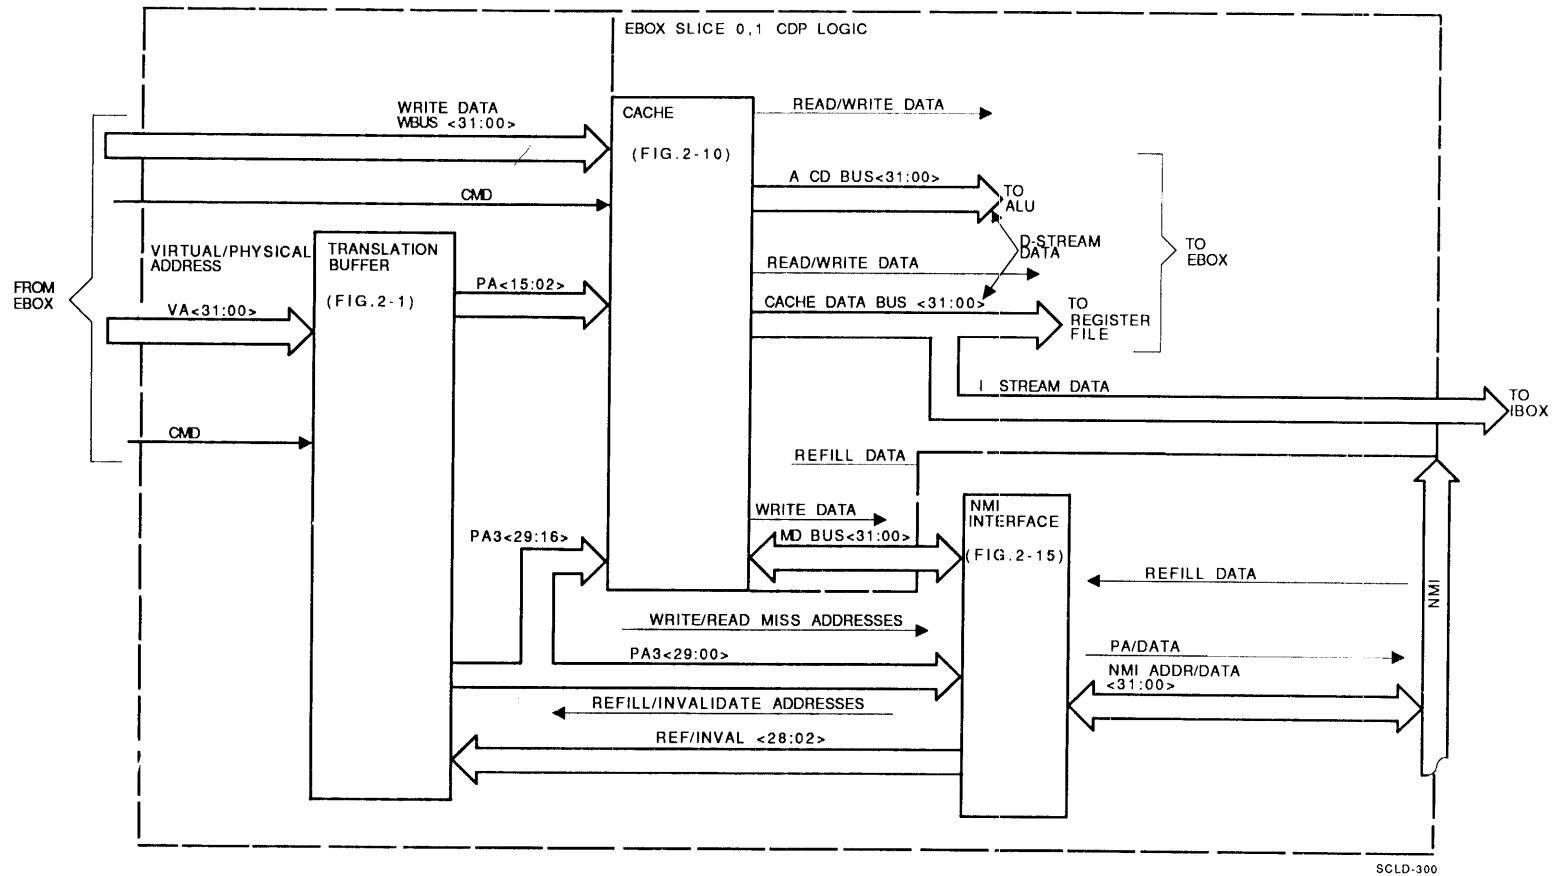 EBOX SLICE 0,1 CDP LOGIC
WRITE DATA
WBUS <31:00>
CACHE
(FIG.2-10)
READ/WRITE DATA
A CD BUS<31:00>
TO
ALU
CMD
D-STREAM
DATA
TO
EBOX
VIRTUAL/PHYSICAL
ADDRESS
TRANSLATION
BUFFER
(FIG.2-1)
PA<15:02>
READ/WRITE DATA
FROM
EBOX
VA<31:00>
CACHE DATA BUS <31:00>
TO
REGISTER
FILE
I STREAM DATA
TO
IBOX
CMD
REFILL DATA
WRITE DATA
MD BUS<31:00>
NMI
INTERFACE
(FIG.2-15)
PA3<29:16>
REFILL DATA
NMI
WRITE/READ MISS ADDRESSES
PA3<29:00>
PA/DATA
NMI ADDR/DATA
<31:00>
REFILL/INVALIDATE ADDRESSES
REF/INVAL <28:02>
SCLD-300